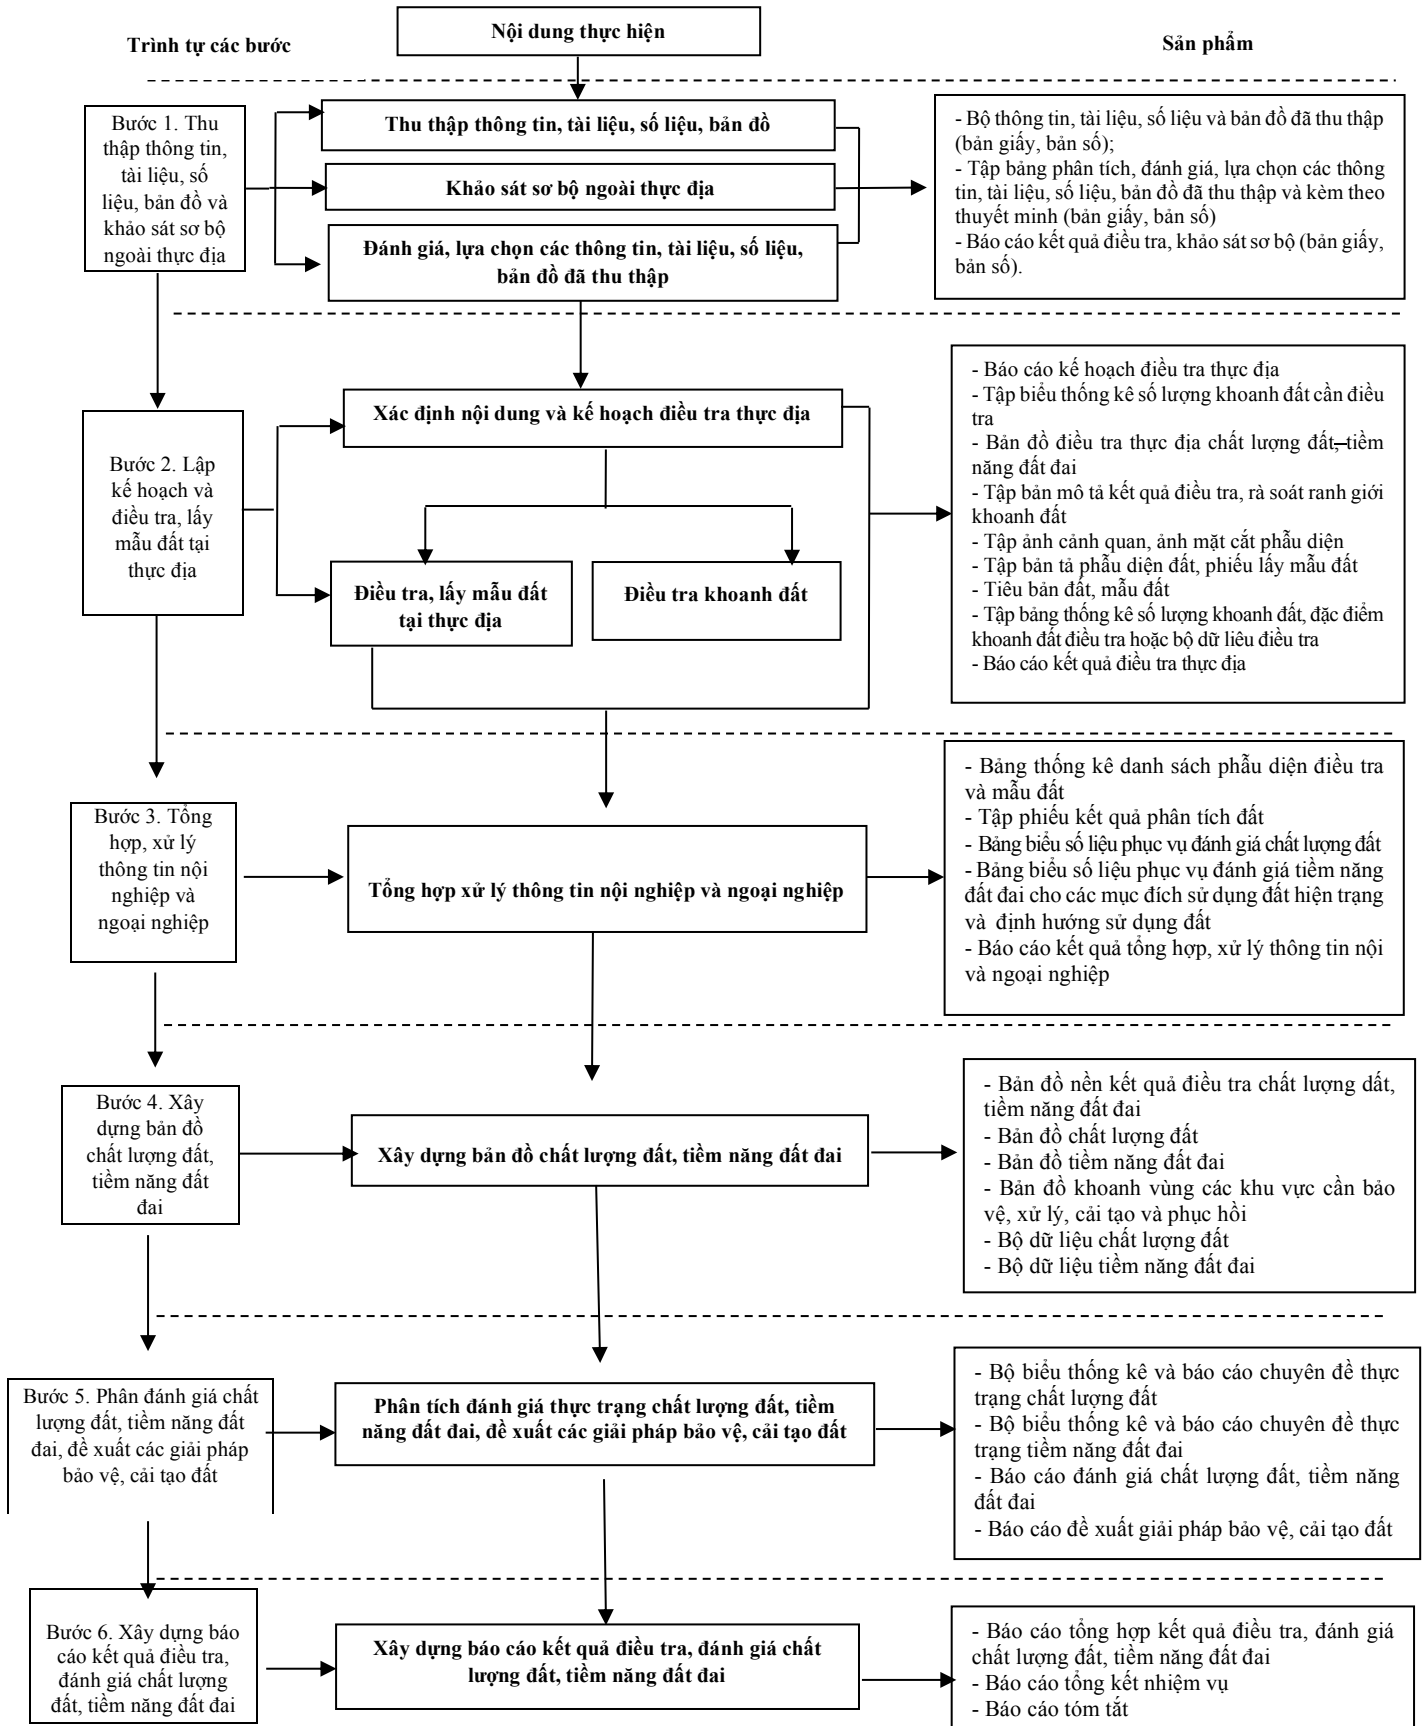 Nội dung thực hiện
Trình tự các bước
Sản phẩm
Bước 1. Thu
thập thông tin,
tài liệu, số
liệu, bản đồ và
khảo sát sơ bộ
ngoài thực địa
Thu thập thông tin, tài liệu, số liệu, bản đồ
Khảo sát sơ bộ ngoài thực địa
Đánh giá, lựa chọn các thông tin, tài liệu, số liệu,
bản đồ đã thu thập
- Bộ thông tin, tài liệu, số liệu và bản đồ đã thu thập
(bản giấy, bản số);
- Tập bảng phân tích, đánh giá, lựa chọn các thông
tin, tài liệu, số liệu, bản đồ đã thu thập và kèm theo
thuyết minh (bản giấy, bản số)
- Báo cáo kết quả điều tra, khảo sát sơ bộ (bản giấy,
bản số).
Bước 2. Lập
kế hoạch và
điều tra, lấy
mẫu đất tại
thực địa
Xác định nội dung và kế hoạch điều tra thực địa
Điều tra, lấy mẫu đất
tại thực địa
Điều tra khoanh đất
- Báo cáo kế hoạch điều tra thực địa
- Tập biểu thống kê số lượng khoanh đất cần điều
tra
- Bản đồ điều tra thực địa chất lượng đất, tiềm
năng đất đai
- Tập bản mô tả kết quả điều tra, rà soát ranh giới
khoanh đất
- Tập ảnh cảnh quan, ảnh mặt cắt phẫu diện
- Tập bản tả phẫu diện đất, phiếu lấy mẫu đất
- Tiêu bản đất, mẫu đất
- Tập bảng thống kê số lượng khoanh đất, đặc điểm
khoanh đất điều tra hoặc bộ dữ liêu điều tra
- Báo cáo kết quả điều tra thực địa
Bước 3. Tổng
hợp, xử lý
thông tin nội
nghiệp và
ngoại nghiệp
Tổng hợp xử lý thông tin nội nghiệp và ngoại nghiệp
- Bảng thống kê danh sách phẫu diện điều tra
và mẫu đất
- Tập phiếu kết quả phân tích đất
- Bảng biểu số liệu phục vụ đánh giá chất lượng đất
- Bảng biểu số liệu phục vụ đánh giá tiềm năng
đất đai cho các mục đích sử dụng đất hiện trạng
và định hướng sử dụng đất
- Báo cáo kết quả tổng hợp, xử lý thông tin nội
và ngoại nghiệp
Bước 4. Xây
dựng bản đồ
chất lượng đất,
tiềm năng đất
đai
Xây dựng bản đồ chất lượng đất, tiềm năng đất đai
- Bản đồ nền kết quả điều tra chất lượng dất,
tiềm năng đất đai
- Bản đồ chất lượng đất
- Bản đồ tiềm năng đất đai
- Bản đồ khoanh vùng các khu vực cần bảo
vệ, xử lý, cải tạo và phục hồi
- Bộ dữ liệu chất lượng đất
- Bộ dữ liệu tiềm năng đất đai
Bước 5. Phân đánh giá chất
lượng đất, tiềm năng đất
đai, đề xuất các giải pháp
bảo vệ, cải tạo đất
Phân tích đánh giá thực trạng chất lượng đất, tiềm
năng đất đai, đề xuất các giải pháp bảo vệ, cải tạo đất
- Bộ biểu thống kê và báo cáo chuyên đề thực
trạng chất lượng đất
- Bộ biểu thống kê và báo cáo chuyên đề thực
trạng tiềm năng đất đai
- Báo cáo đánh giá chất lượng đất, tiềm năng
đất đai
- Báo cáo đề xuất giải pháp bảo vệ, cải tạo đất
Bước 6. Xây dựng báo
cáo kết quả điều tra,
đánh giá chất lượng
đất, tiềm năng đất đai
Xây dựng báo cáo kết quả điều tra, đánh giá chất
lượng đất, tiềm năng đất đai
- Báo cáo tổng hợp kết quả điều tra, đánh giá
chất lượng đất, tiềm năng đất đai
- Báo cáo tổng kết nhiệm vụ
- Báo cáo tóm tắt